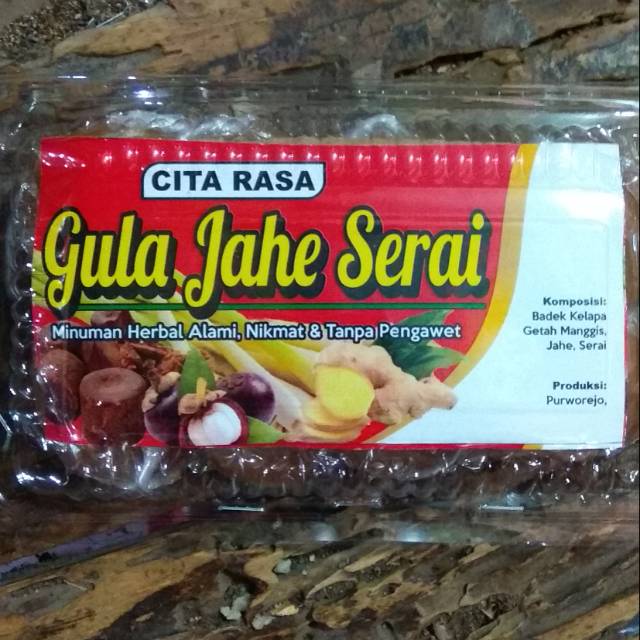 CITA RASA
Gula Jahe Serai
Minuman Herbal Alami, Nikmat & Tanpa Pengawet
Komposisi:
Badek Kelapa
Getah Manggis,
Jahe, Serai
Produksi:
Purworejo,